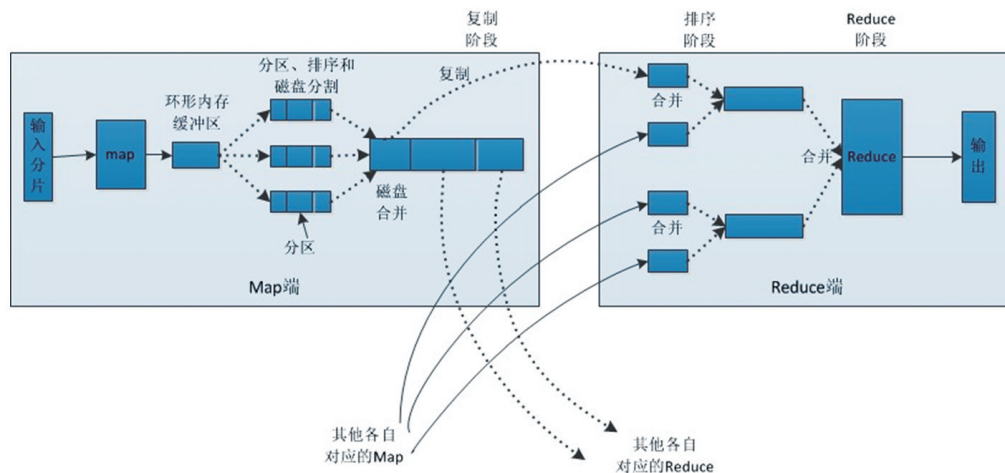 复制
阶段
排序
阶段
Reduce
阶段
分区、排序和
磁盘分割
复制
环形内存
缓冲区
输入分片
map
磁盘
合并
分区
Map端
合并
合并
合并
Reduce
输出
Reduce端
其他各自
对应的Map
其他各自
对应的Reduce